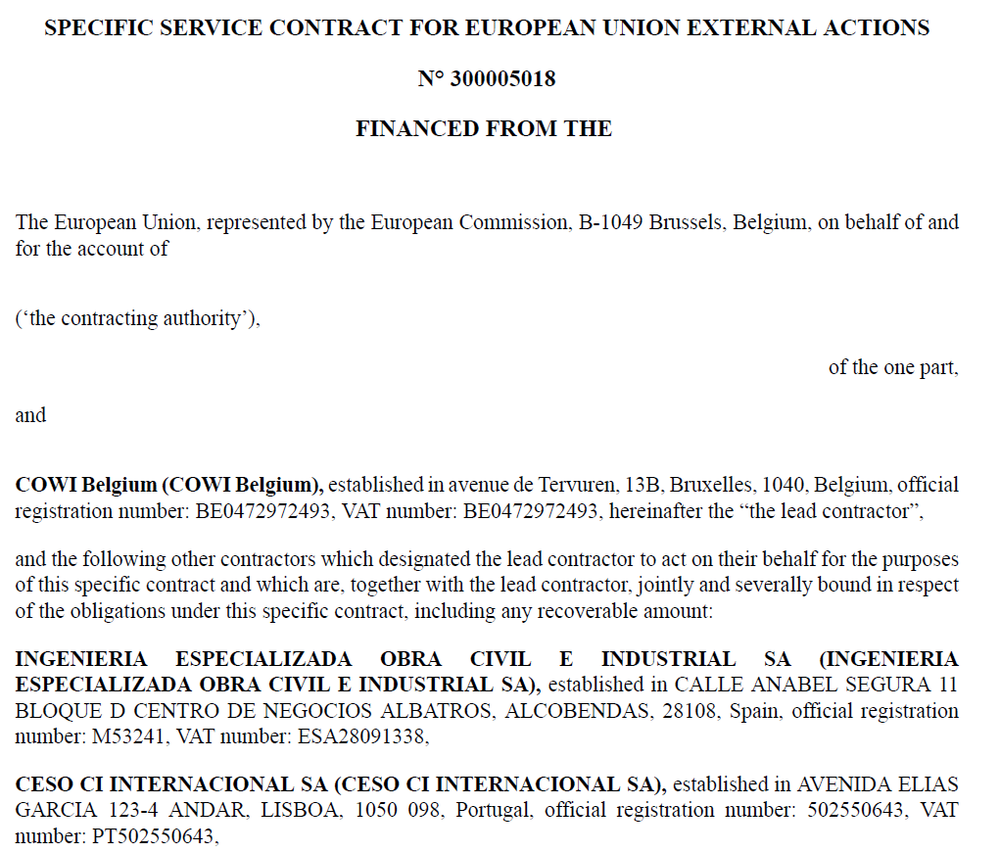 SPECIFIC SERVICE CONTRACT FOR EUROPEAN UNION EXTERNAL ACTIONS
N° 300005018
FINANCED FROM THE
The European Union, represented by the European Commission, B-1049 Brussels, Belgium, on behalf of and
for the account of
(‘the contracting authority’),
of the one part,
and
COWI Belgium (COWI Belgium), established in avenue de Tervuren, 13B, Bruxelles, 1040, Belgium, official
registration number: BE0472972493, VAT number: BE0472972493, hereinafter the “the lead contractor”,
and the following other contractors which designated the lead contractor to act on their behalf for the purposes
of this specific contract and which are, together with the lead contractor, jointly and severally bound in respect
of the obligations under this specific contract, including any recoverable amount:
INGENIERIA ESPECIALIZADA OBRA CIVIL E INDUSTRIAL SA (INGENIERIA
ESPECIALIZADA OBRA CIVIL E INDUSTRIAL SA), established in CALLE ANABEL SEGURA 11
BLOQUE D CENTRO DE NEGOCIOS ALBATROS, ALCOBENDAS, 28108, Spain, official registration
number: M53241, VAT number: ESA28091338,
CESO CI INTERNACIONAL SA (CESO CI INTERNACIONAL SA), established in AVENIDA ELIAS
GARCIA 123-4 ANDAR, LISBOA, 1050 098, Portugal, official registration number: 502550643, VAT
number: PT502550643,